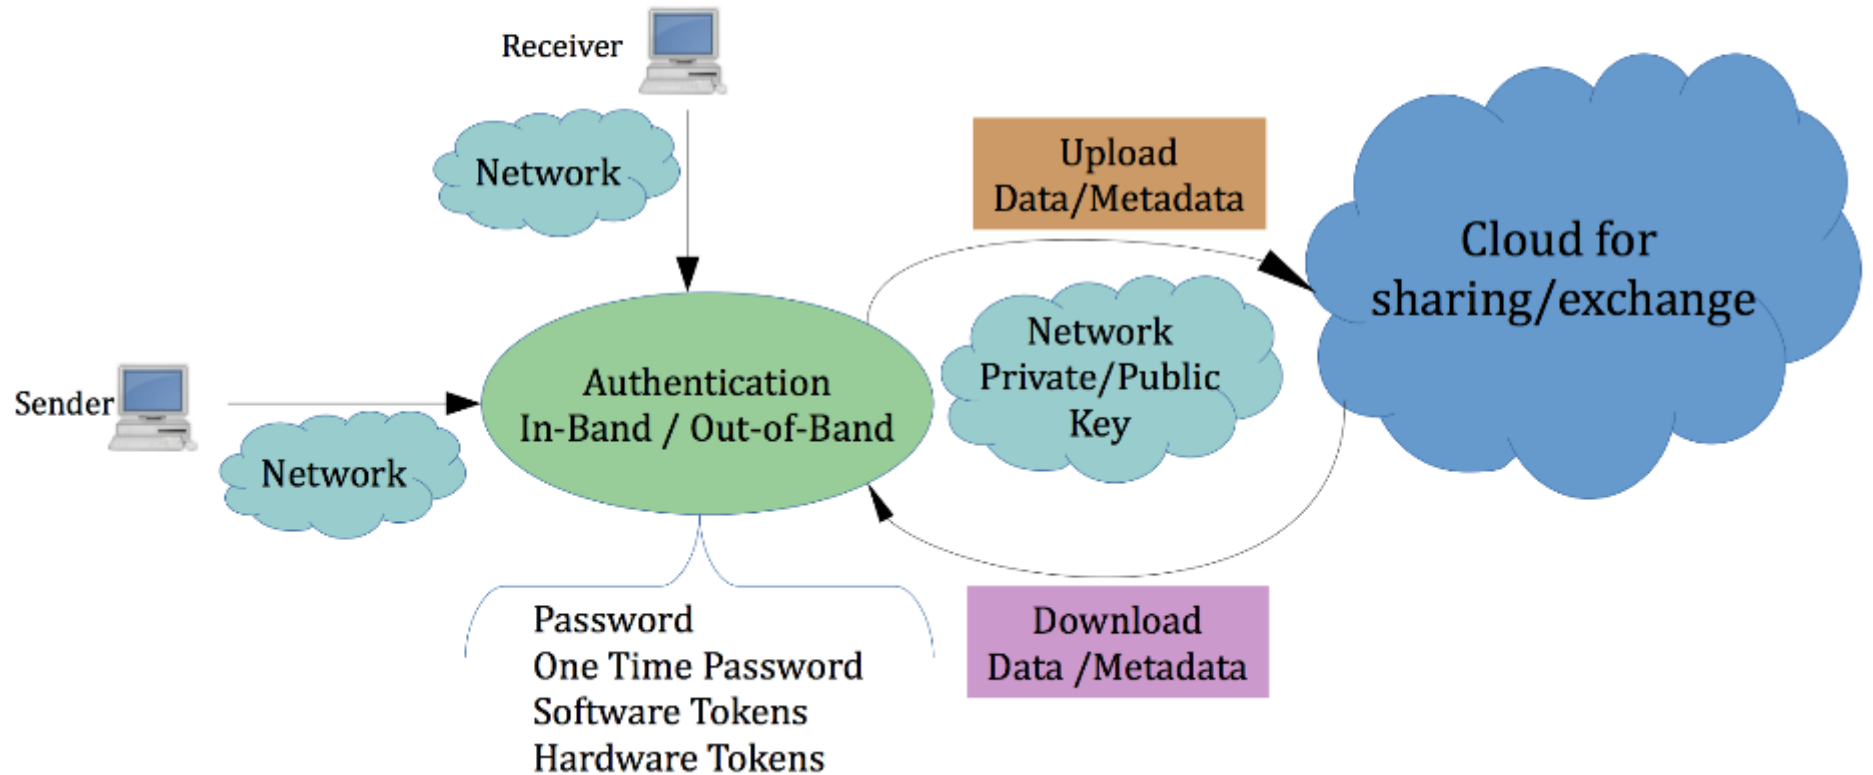 Receiver
Network
Upload
Data/Metadata
Cloud for
sharing/exchange
Network
Private/Public
Key
Authentication
In-Band / Out-of-Band
Sender
Network
Password
One Time Password
Software Tokens
Hardware Tokens
Download
Data /Metadata